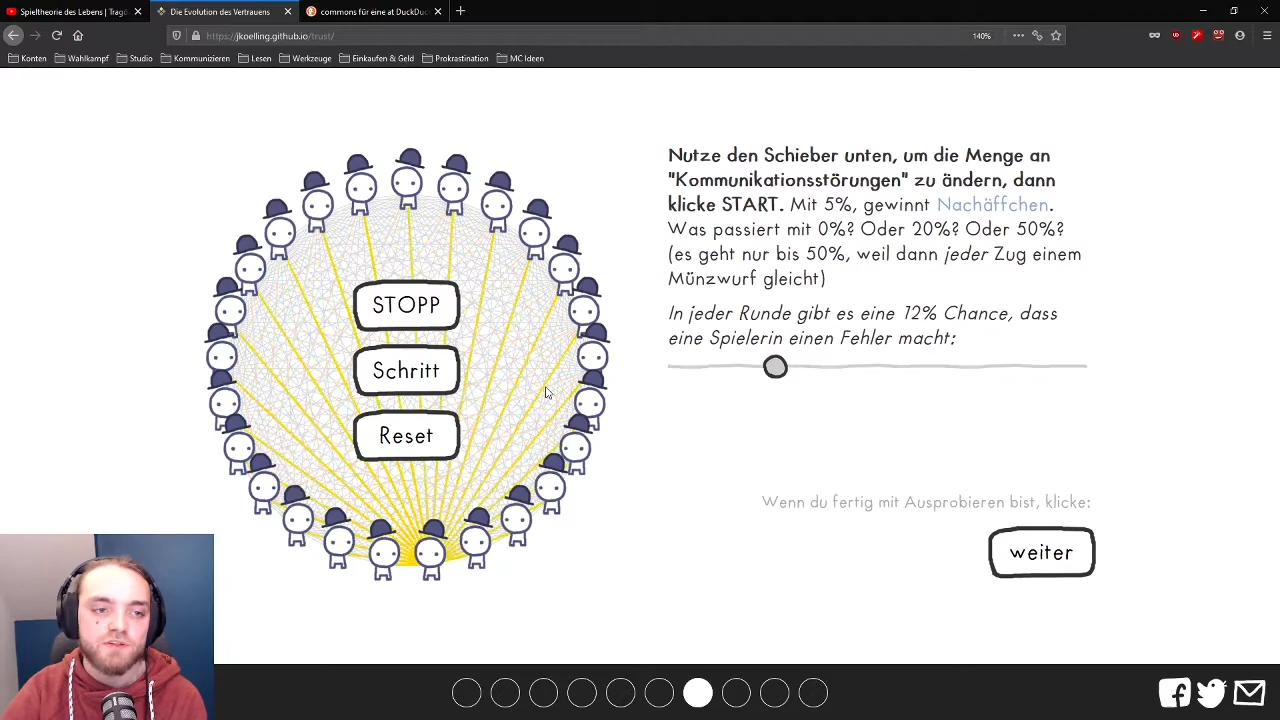 Spieltheorie des Lebens | Tragö
Die Evolution des Vertrauens
commons für eine at DuckDuc
https://jkoelling.github.io/trust/
140%
Konten
Wahlkampf
Studio
Kommunizieren
Lesen
Werkzeuge
Einkaufen & Geld
Prokrastination
MC Ideen
STOPP
Schritt
Reset
Nutze den Schieber unten, um die Menge an
"Kommunikationsstörungen" zu ändern, dann
klicke START. Mit 5%, gewinnt Nachäffchen.
Was passiert mit 0%? Oder 20%? Oder 50%?
(es geht nur bis 50%, weil dann jeder Zug einem
Münzwurf gleicht)
In jeder Runde gibt es eine 12% Chance, dass
eine Spielerin einen Fehler macht:
Wenn du fertig mit Ausprobieren bist, klicke:
weiter